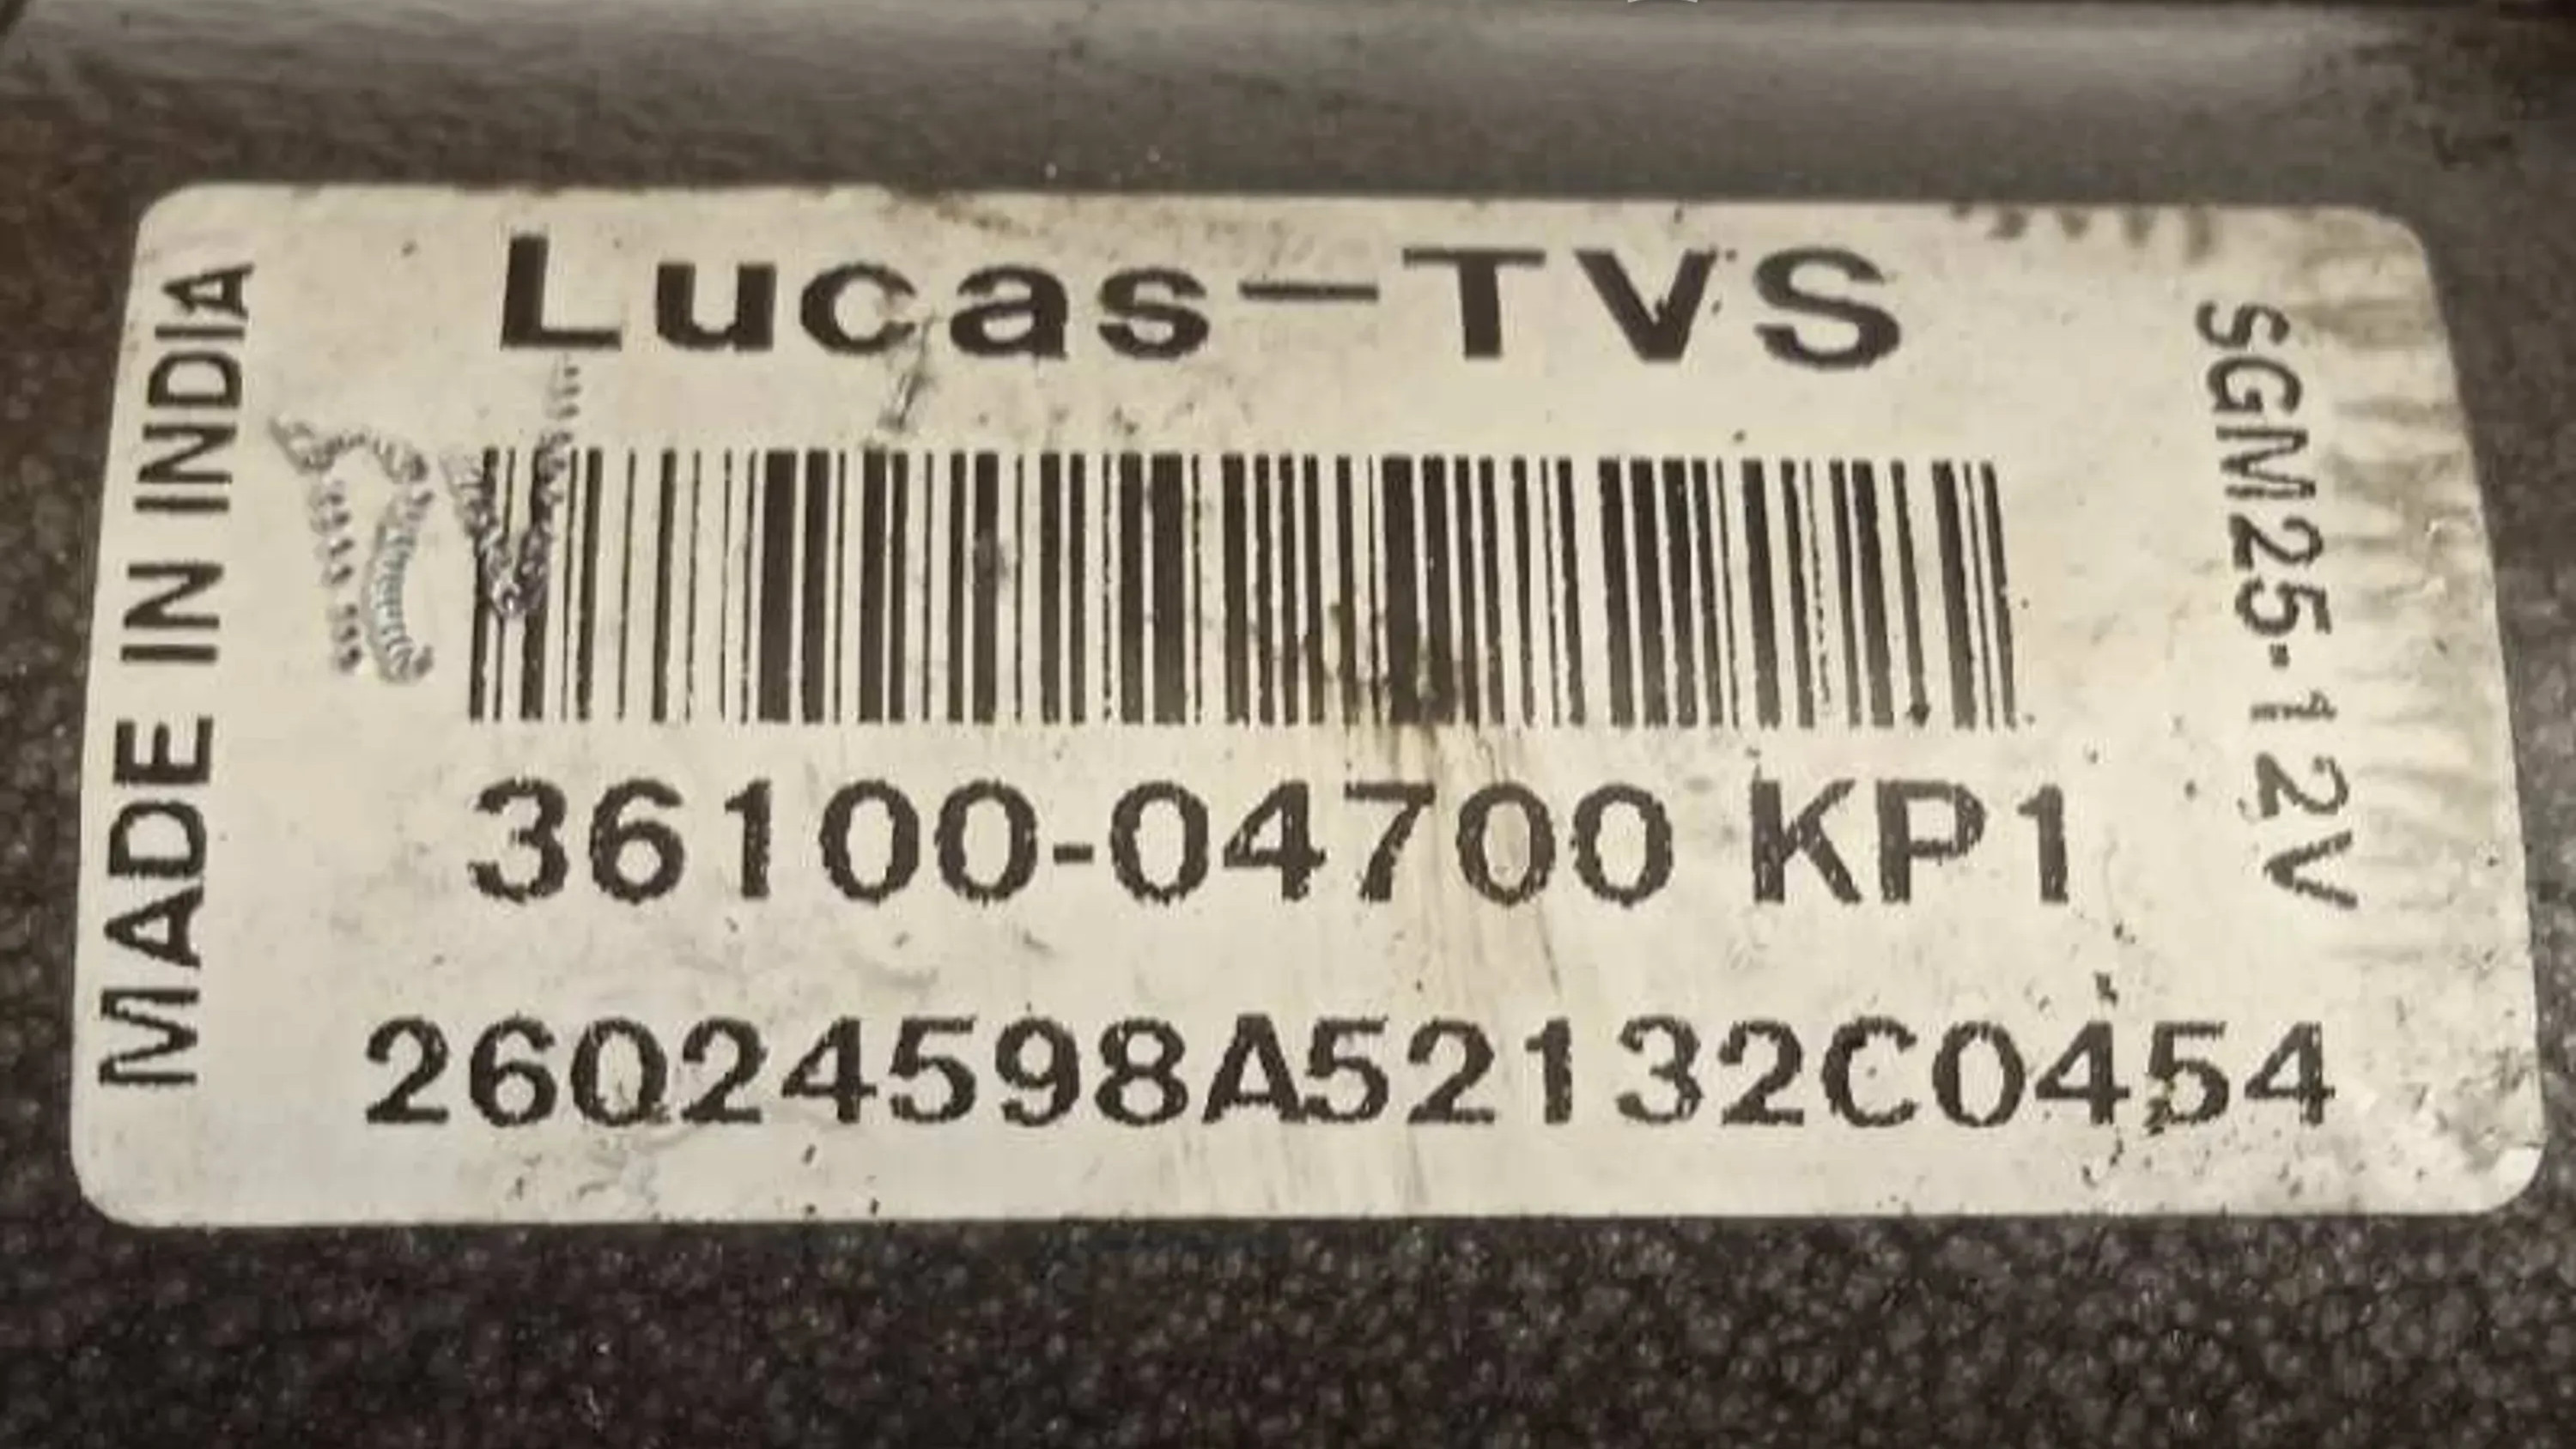 Lucas-TVS
MADE IN INDIA
SGM25-12V
36100-04700 KP1
26024598A52132C0454